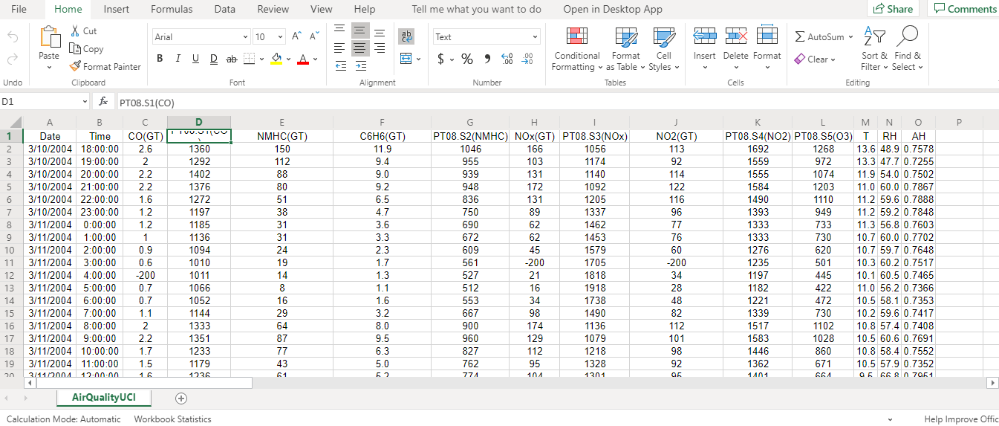 File Home Insert Formulas Data Review View Help Tell me what you want to do Open in Desktop App Share Comments
Cut
Copy
Format Painter
Paste
Undo Clipboard
Arial 10 A A
B I U D ab A
Font
ab
Alignment
Text
$ % , .00 .00
Number
Conditional Formatting Format as Table Cell Styles
Tables
Insert Delete Format
Cells
AutoSum
Clear
Sort & Filter Find & Select
Editing
D1 fx PT08.S1(CO)
A B C D E F G H I J K L M N O P
1 Date Time CO(GT) NMHC(GT) C6H6(GT) PT08.S2(NMHC) NOx(GT) PT08.S3(NOx) NO2(GT) PT08.S4(NO2) PT08.S5(O3) T RH AH
2 3/10/2004 18:00:00 2.6 1360 150 11.9 1046 166 1056 113 1692 1268 13.6 48.9 0.7578
3 3/10/2004 19:00:00 2 1292 112 9.4 955 103 1174 92 1559 972 13.3 47.7 0.7255
4 3/10/2004 20:00:00 2.2 1402 88 9.0 939 131 1140 114 1555 1074 11.9 54.0 0.7502
5 3/10/2004 21:00:00 2.2 1376 80 9.2 948 172 1092 122 1584 1203 11.0 60.0 0.7867
6 3/10/2004 22:00:00 1.6 1272 51 6.5 836 131 1205 116 1490 1110 11.2 59.6 0.7888
7 3/10/2004 23:00:00 1.2 1197 38 4.7 750 89 1337 96 1393 949 11.2 59.2 0.7848
8 3/11/2004 0:00:00 1.2 1185 31 3.6 690 62 1462 77 1333 733 11.3 56.8 0.7603
9 3/11/2004 1:00:00 1 1136 31 3.3 672 62 1453 76 1333 730 10.7 60.0 0.7702
10 3/11/2004 2:00:00 0.9 1094 24 2.3 609 45 1579 60 1276 620 10.7 59.7 0.7648
11 3/11/2004 3:00:00 0.6 1010 19 1.7 561 -200 1705 -200 1235 501 10.3 60.2 0.7517
12 3/11/2004 4:00:00 -200 1011 14 1.3 527 21 1818 34 1197 445 10.1 60.5 0.7465
13 3/11/2004 5:00:00 0.7 1066 8 1.1 512 16 1918 28 1182 422 11.0 56.2 0.7366
14 3/11/2004 6:00:00 0.7 1052 16 1.6 553 34 1738 48 1221 472 10.5 58.1 0.7353
15 3/11/2004 7:00:00 1.1 1144 29 3.2 667 98 1490 82 1339 730 10.2 59.6 0.7417
16 3/11/2004 8:00:00 2 1333 64 8.0 900 174 1136 112 1517 1102 10.8 57.4 0.7408
17 3/11/2004 9:00:00 2.2 1351 87 9.5 960 129 1079 101 1583 1028 10.5 60.6 0.7691
18 3/11/2004 10:00:00 1.7 1233 77 6.3 827 112 1218 98 1446 860 10.8 58.4 0.7552
19 3/11/2004 11:00:00 1.5 1179 43 5.0 762 95 1328 92 1362 671 10.5 57.9 0.7352
20 3/11/2004 12:00:00 1.6 1236 61 5.2 774 104 1301 95 1401 664 9.5 66.8 0.7951
AirQualityUCI
Calculation Mode: Automatic Workbook Statistics Help Improve Offic